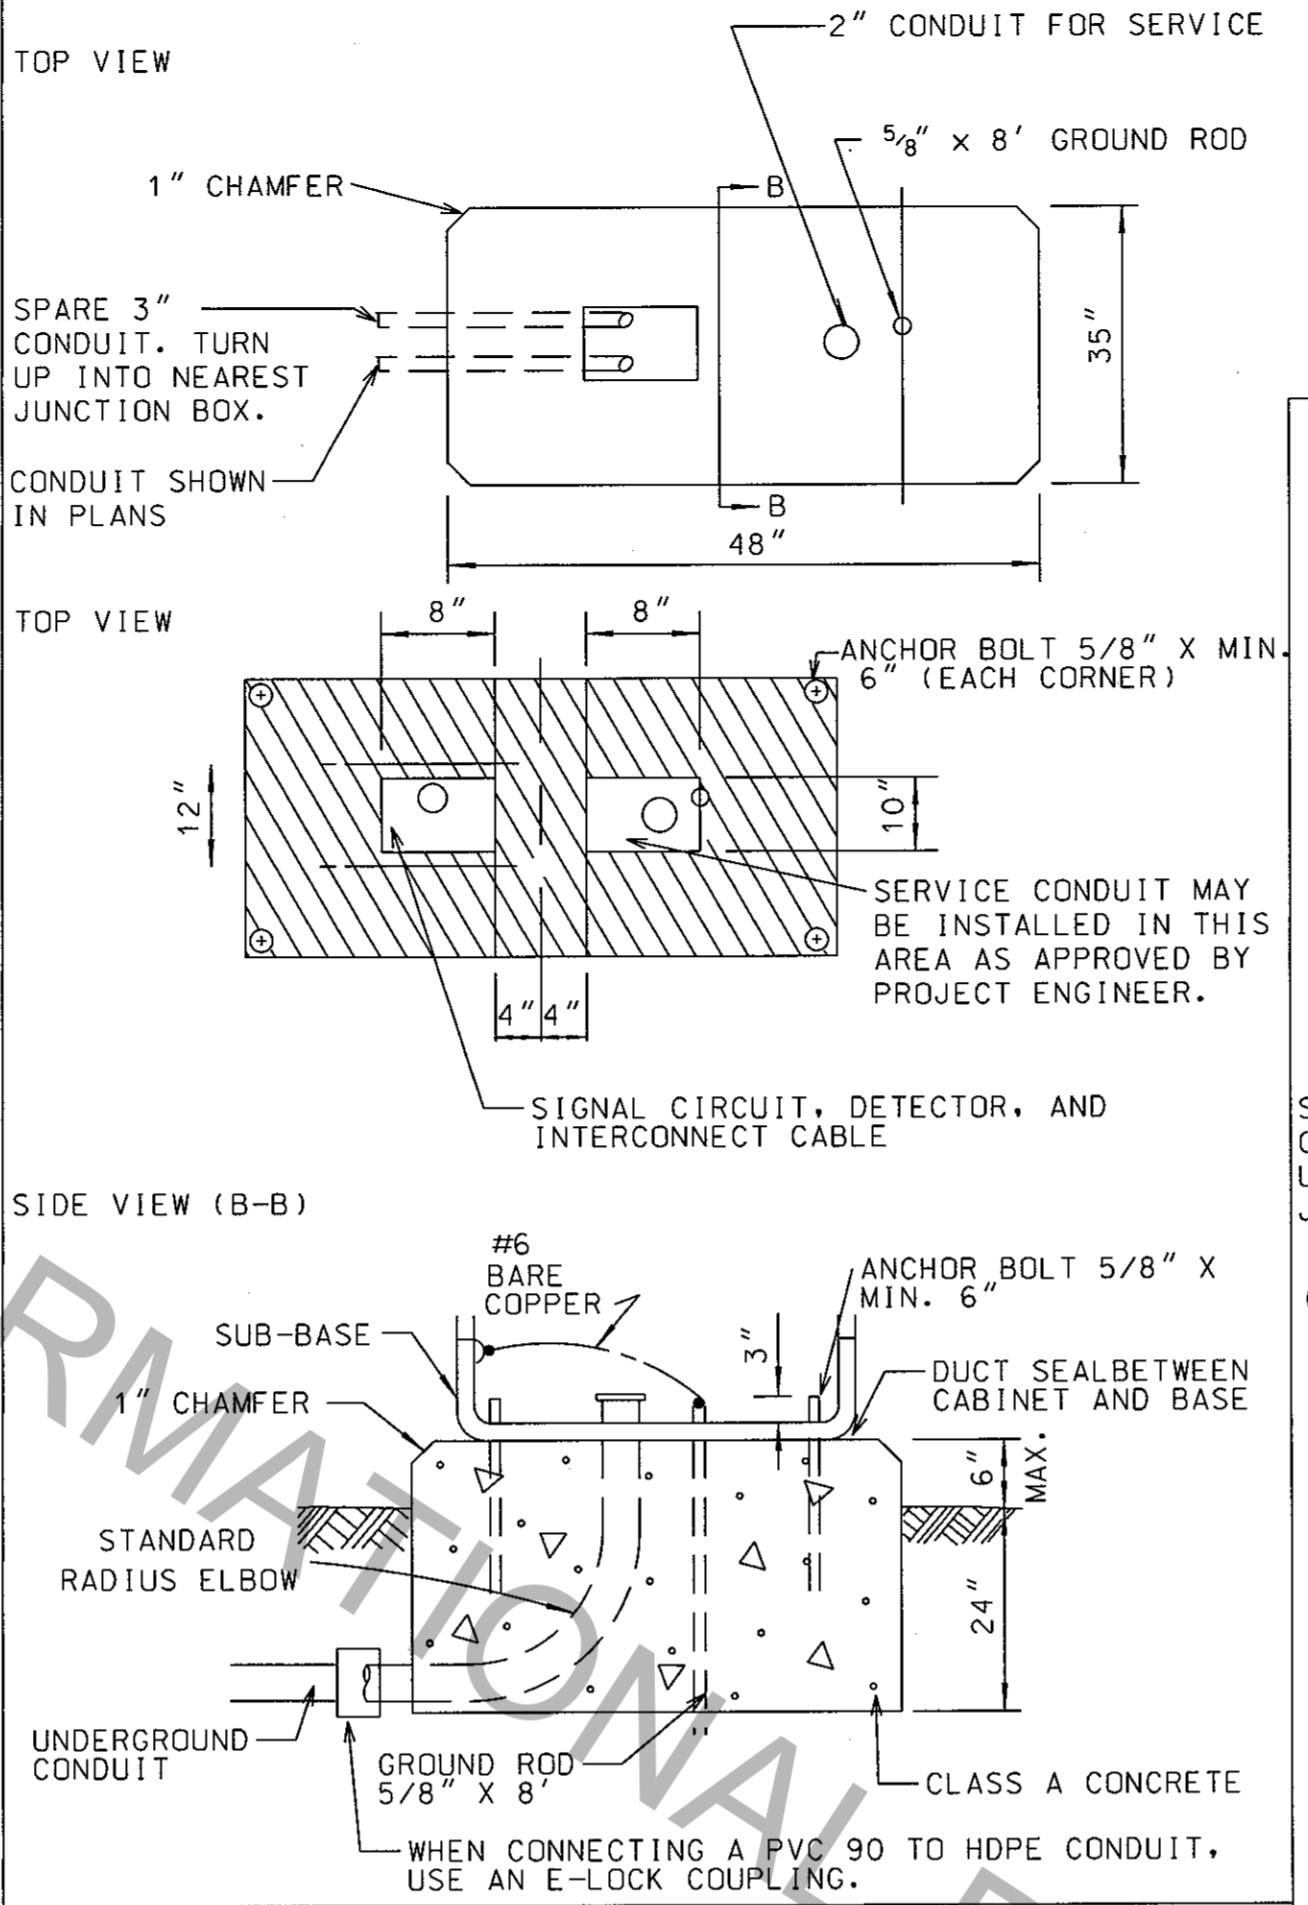 2" CONDUIT FOR SERVICE
TOP VIEW
5/8" X 8' GROUND ROD
1" CHAMFER
B
SPARE 3"
CONDUIT. TURN
UP INTO NEAREST
JUNCTION BOX.
35"
CONDUIT SHOWN
IN PLANS
B
48"
TOP VIEW
8"
8"
ANCHOR BOLT 5/8" X MIN.
6" (EACH CORNER)
12"
10"
SERVICE CONDUIT MAY
BE INSTALLED IN THIS
AREA AS APPROVED BY
PROJECT ENGINEER.
4" 4"
SIGNAL CIRCUIT, DETECTOR, AND
INTERCONNECT CABLE
SIDE VIEW (B-B)
#6
BARE
COPPER
ANCHOR BOLT 5/8" X
MIN. 6"
SUB-BASE
3"
DUCT SEALBETWEEN
CABINET AND BASE
1" CHAMFER
6"
MAX.
STANDARD
RADIUS ELBOW
24"
UNDERGROUND
CONDUIT
GROUND ROD
5/8" X 8'
CLASS A CONCRETE
WHEN CONNECTING A PVC 90 TO HDPE CONDUIT,
USE AN E-LOCK COUPLING.
RMATIONAL